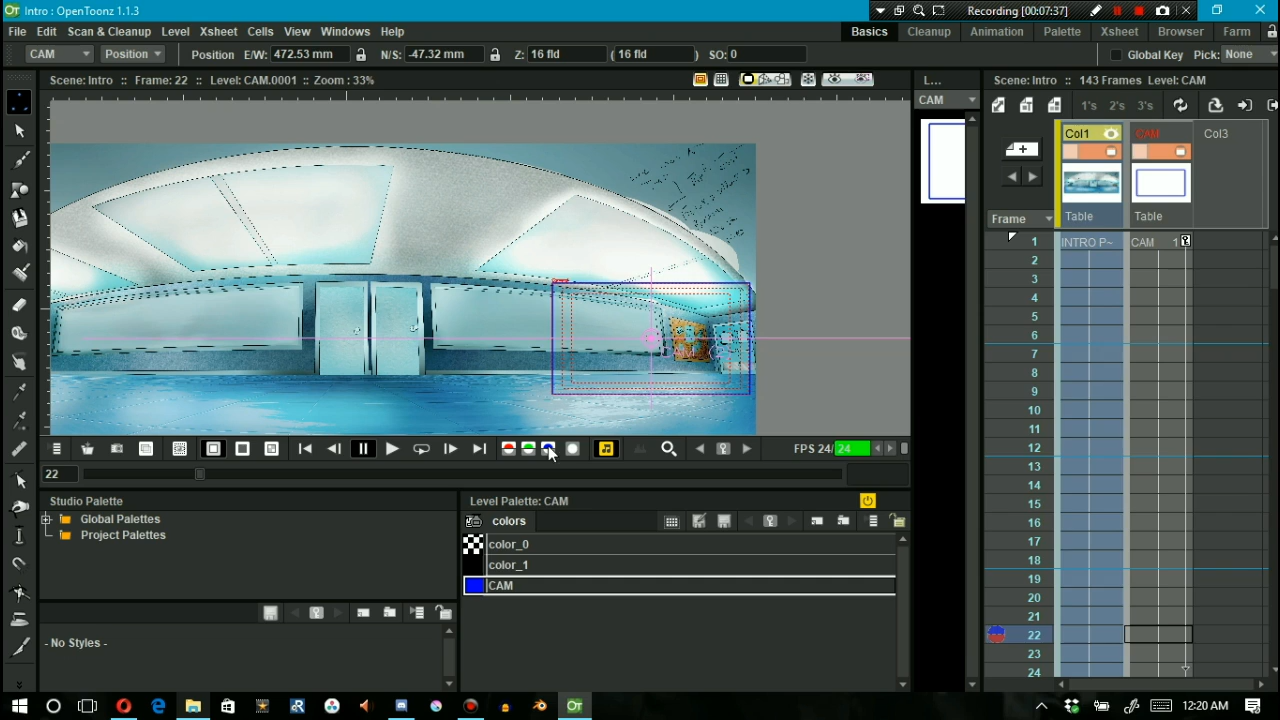 Intro : OpenToonz 1.1.3
Recording [00:07:37]
File Edit Scan & Cleanup Level Xsheet Cells View Windows Help
Basics Cleanup Animation Palette Xsheet Browser Farm
CAM Position Position E/W: 472.53 mm N/S: -47.32 mm Z: 16 fld ( 16 fld ) SO: 0 Global Key Pick: None
Scene: Intro :: Frame: 22 :: Level: CAM.0001 :: Zoom : 33%
L...
Scene: Intro :: 143 Frames Level: CAM
CAM
1's 2's 3's
Col1 CAM Col3
Table Table
Frame
1 INTRO P~ CAM 1
2
3
4
5
6
7
8
9
10
11
12
13
14
15
16
17
18
19
20
21
22
23
24
FPS 24/ 24
22
Studio Palette
Global Palettes
Project Palettes
- No Styles -
Level Palette: CAM
colors
color_0
color_1
CAM
12:20 AM